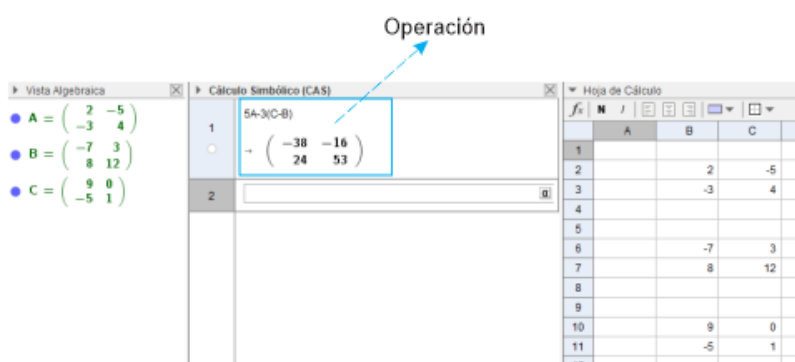 Operación
Vista Algebraica
A = ( 2 -5
-3 4 )
B = ( -7 3
8 12 )
C = ( 9 0
-5 1 )
Cálculo Simbólico (CAS)
1
5A-3(C-B)
→ ( -38 -16
24 53 )
2
α
Hoja de Cálculo
fx N I
A B C
1
2 2 -5
3 -3 4
4
5
6 -7 3
7 8 12
8
9
10 9 0
11 -5 1